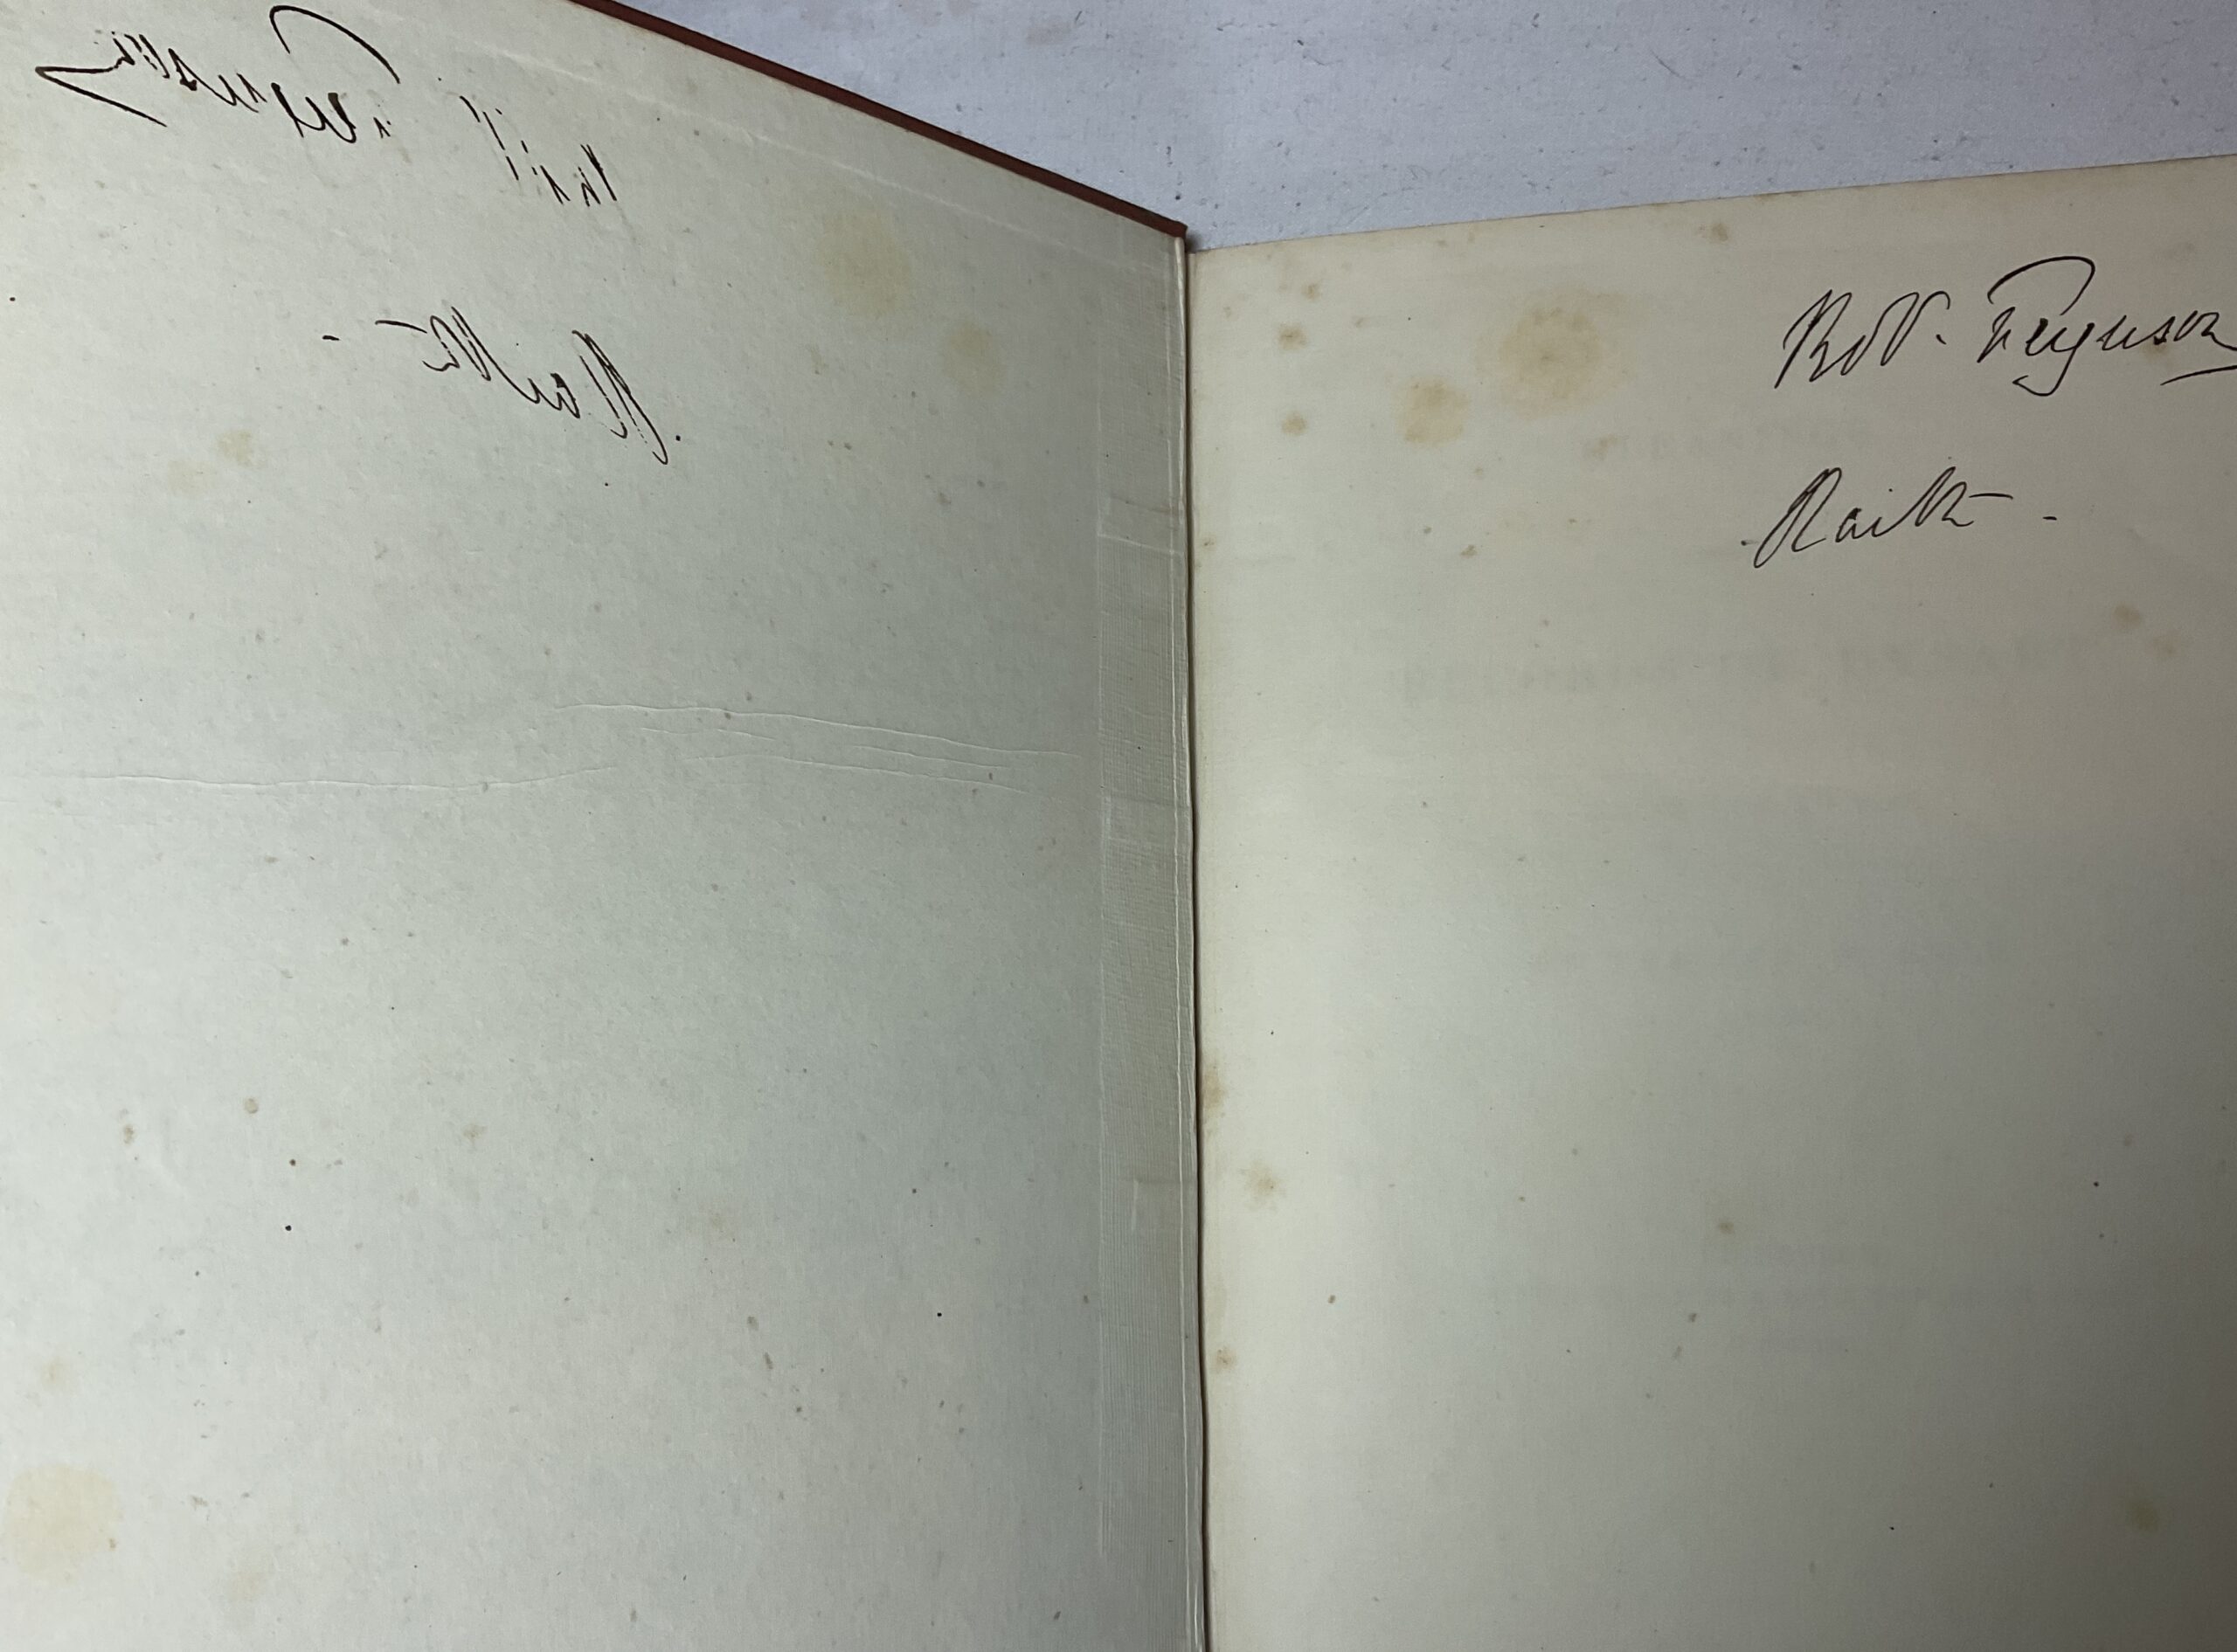 Robt. Ferguson
Raith -